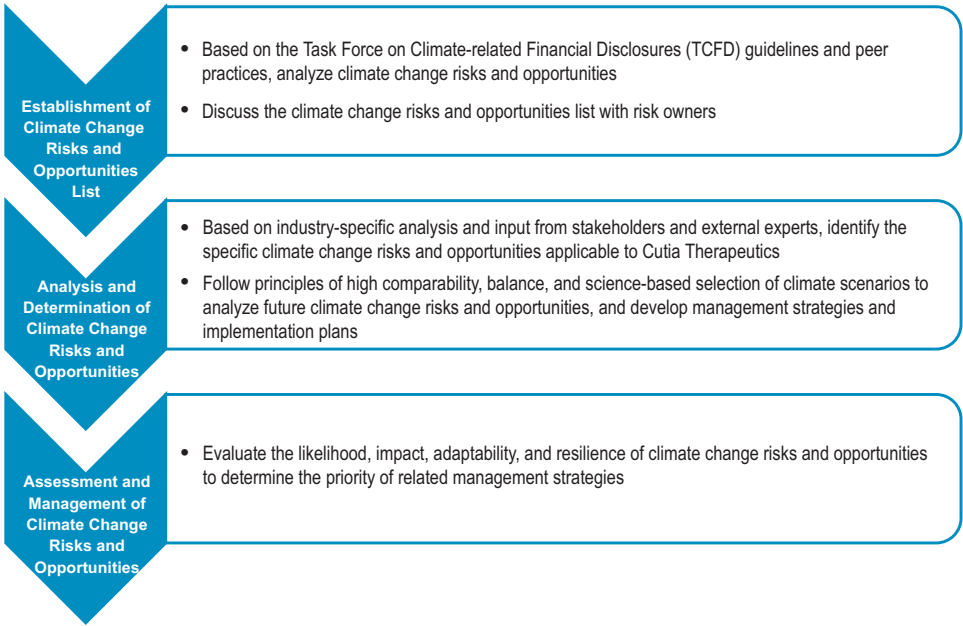 Establishment of
Climate Change
Risks and
Opportunities
List
• Based on the Task Force on Climate-related Financial Disclosures (TCFD) guidelines and peer
practices, analyze climate change risks and opportunities
• Discuss the climate change risks and opportunities list with risk owners
Analysis and
Determination of
Climate Change
Risks and
Opportunities
• Based on industry-specific analysis and input from stakeholders and external experts, identify the
specific climate change risks and opportunities applicable to Cutia Therapeutics
• Follow principles of high comparability, balance, and science-based selection of climate scenarios to
analyze future climate change risks and opportunities, and develop management strategies and
implementation plans
Assessment and
Management of
Climate Change
Risks and
Opportunities
• Evaluate the likelihood, impact, adaptability, and resilience of climate change risks and opportunities
to determine the priority of related management strategies